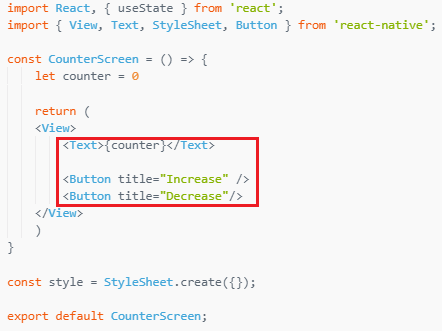 import React, { useState } from 'react';
import { View, Text, StyleSheet, Button } from 'react-native';
const CounterScreen = () => {
let counter = 0
return (
<View>
<Text>{counter}</Text>
<Button title="Increase" />
<Button title="Decrease"/>
</View>
)
}
const style = StyleSheet.create({});
export default CounterScreen;